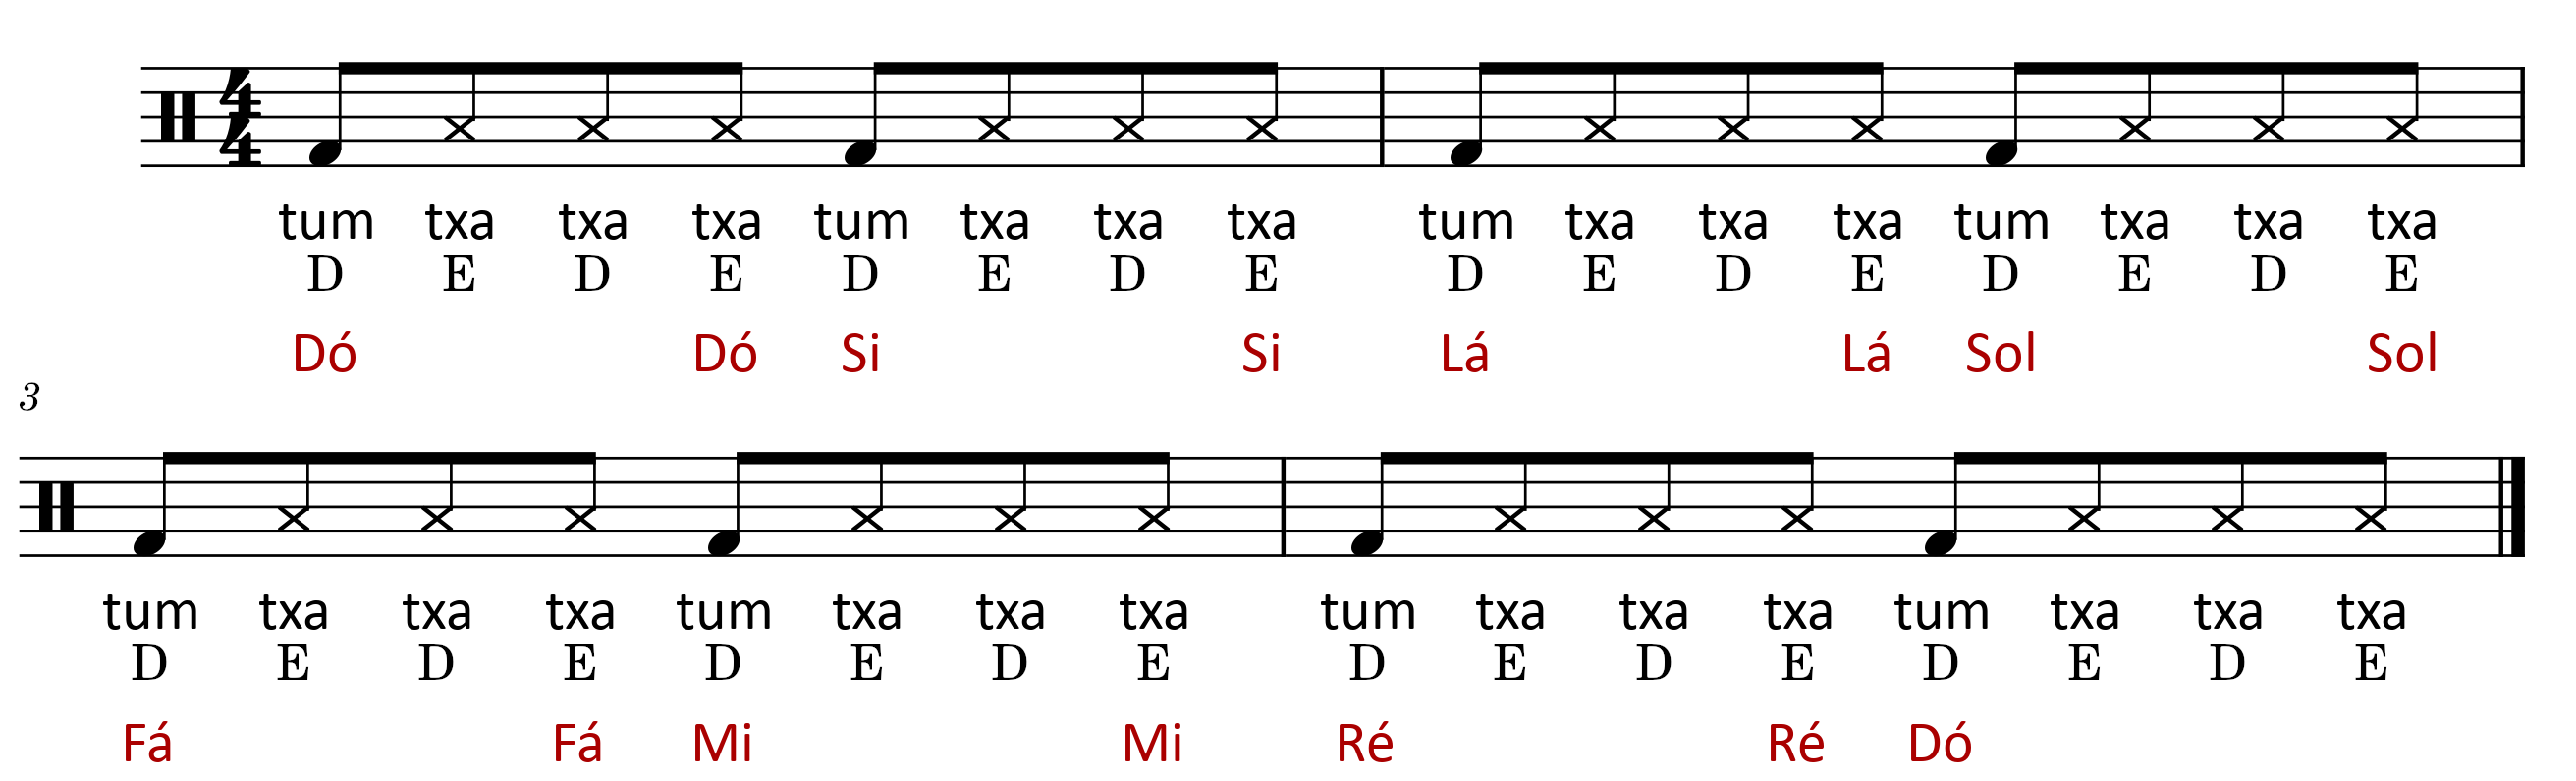 4
4
tum txa txa txa tum txa txa txa tum txa txa txa tum txa txa txa
D E D E D E D E D E D E D E D E
Dó Dó Si Si Lá Lá Sol Sol
3
tum txa txa txa tum txa txa txa tum txa txa txa tum txa txa txa
D E D E D E D E D E D E D E D E
Fá Fá Mi Mi Ré Ré Dó